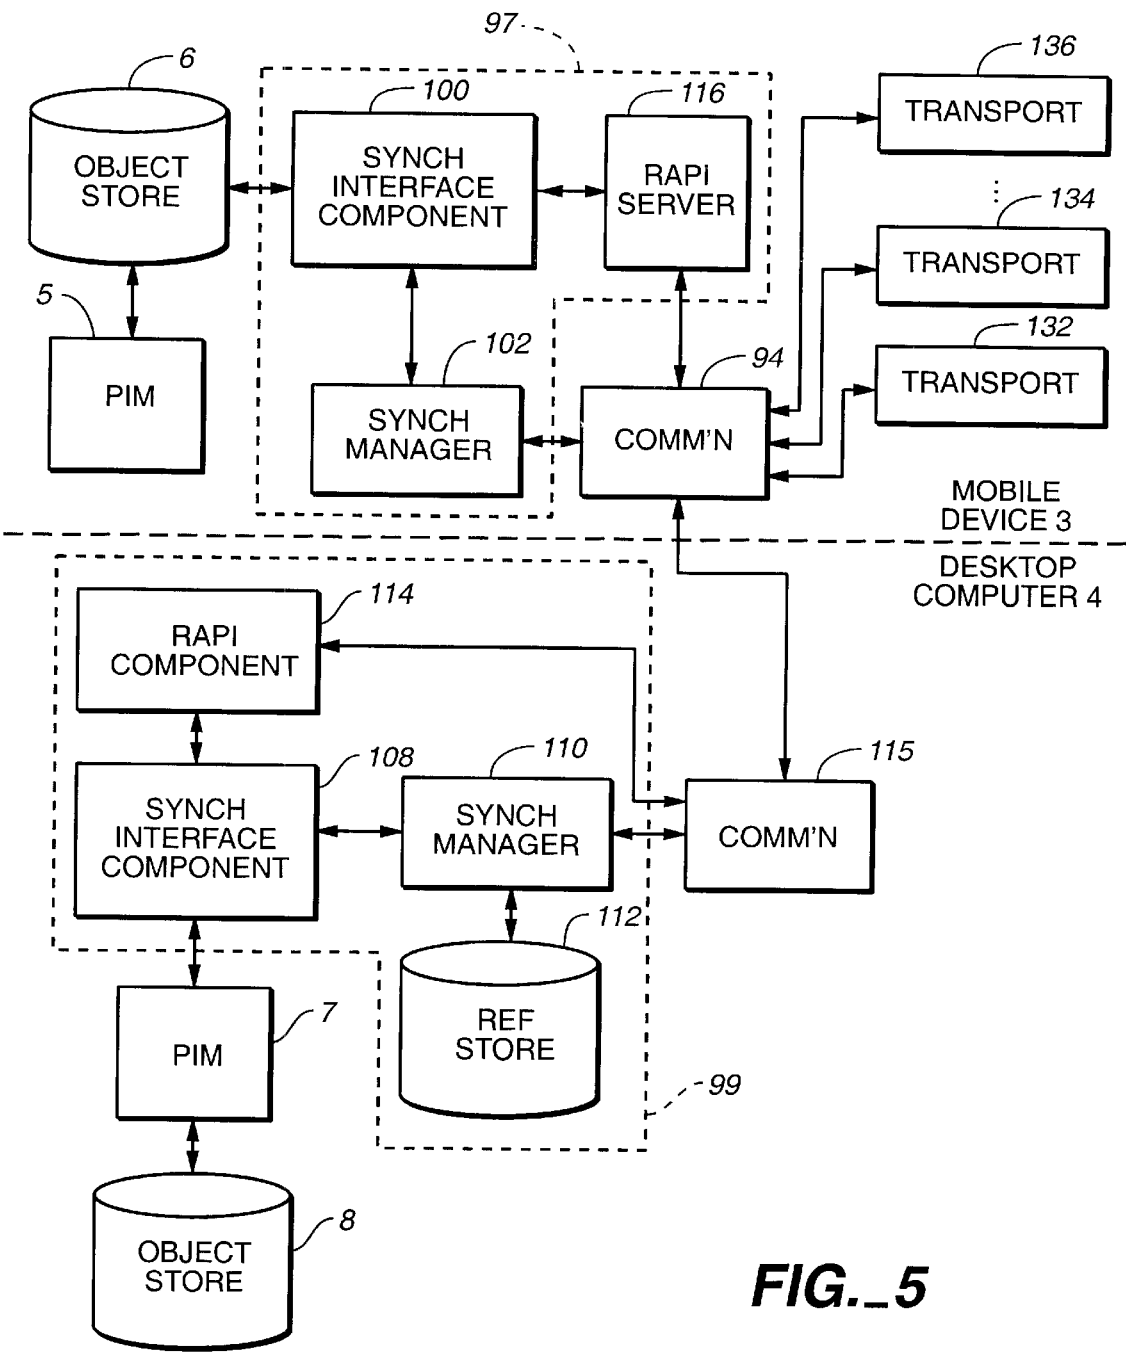 97
6
100
116
136
TRANSPORT
OBJECT
STORE
SYNCH
INTERFACE
COMPONENT
RAPI
SERVER
134
TRANSPORT
5
PIM
102
SYNCH
MANAGER
94
COMM'N
132
TRANSPORT
MOBILE
DEVICE 3
DESKTOP
COMPUTER 4
114
RAPI
COMPONENT
108
SYNCH
INTERFACE
COMPONENT
110
SYNCH
MANAGER
115
COMM'N
112
REF
STORE
7
PIM
99
8
OBJECT
STORE
FIG._5